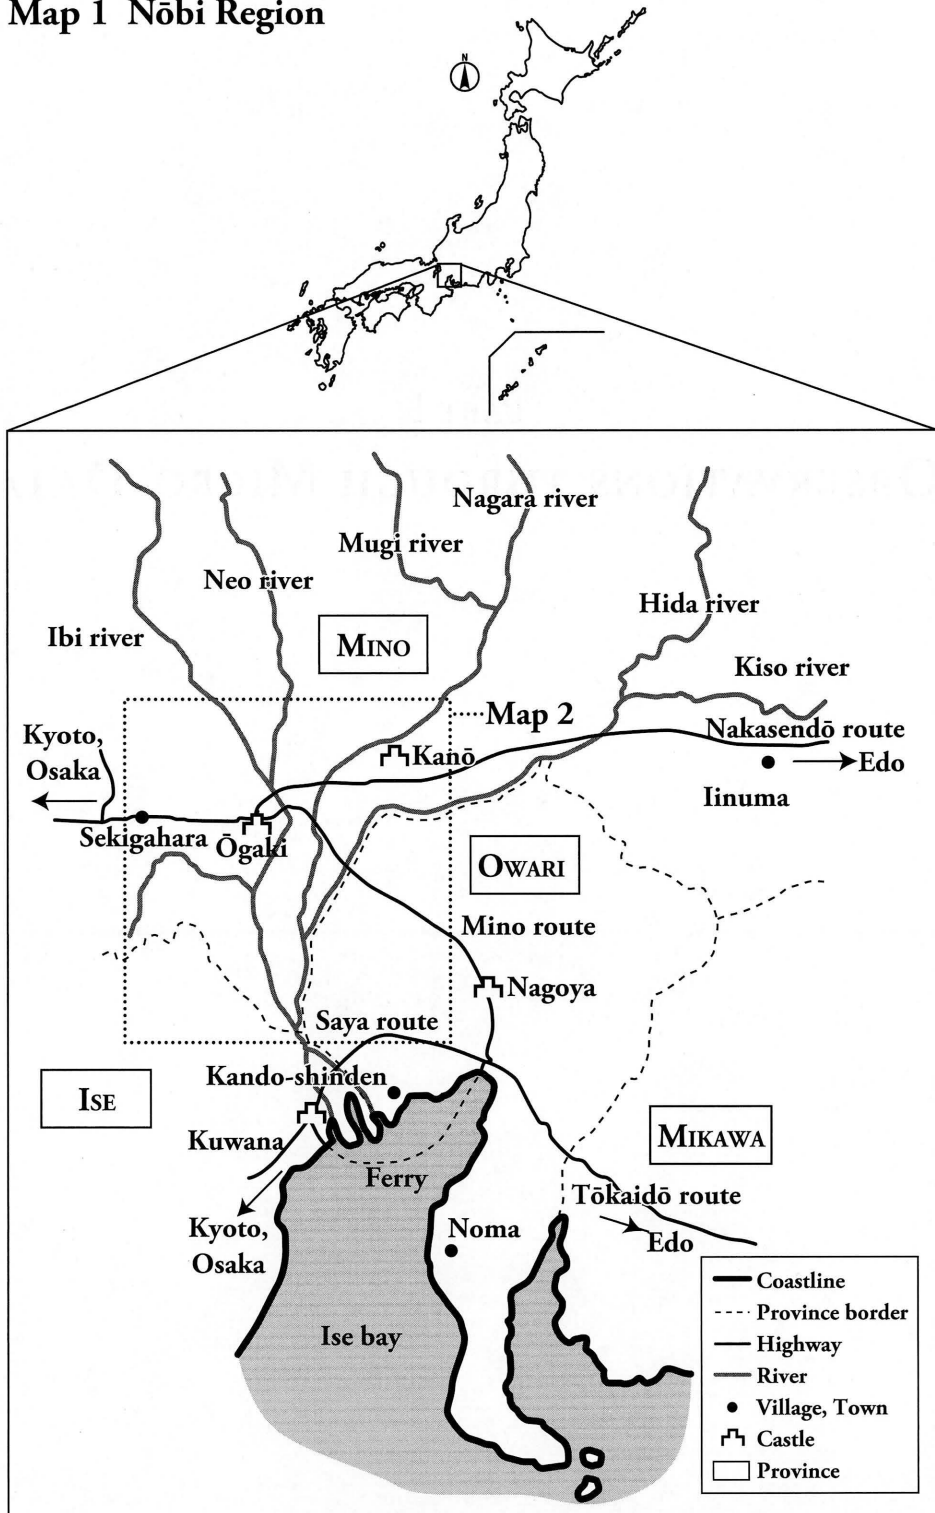 Map 1 Nōbi Region
N
Nagara river
Mugi river
Neo river
Hida river
Ibi river
MINO
Kiso river
Map 2
Nakasendō route
Kyoto,
Osaka
Kanō
Edo
Iinuma
Sekigahara
Ōgaki
OWARI
Mino route
Nagoya
Saya route
Kando-shinden
ISE
Kuwana
MIKAWA
Ferry
Tōkaidō route
Kyoto,
Osaka
Noma
Edo
Ise bay
Coastline
Province border
Highway
River
Village, Town
Castle
Province